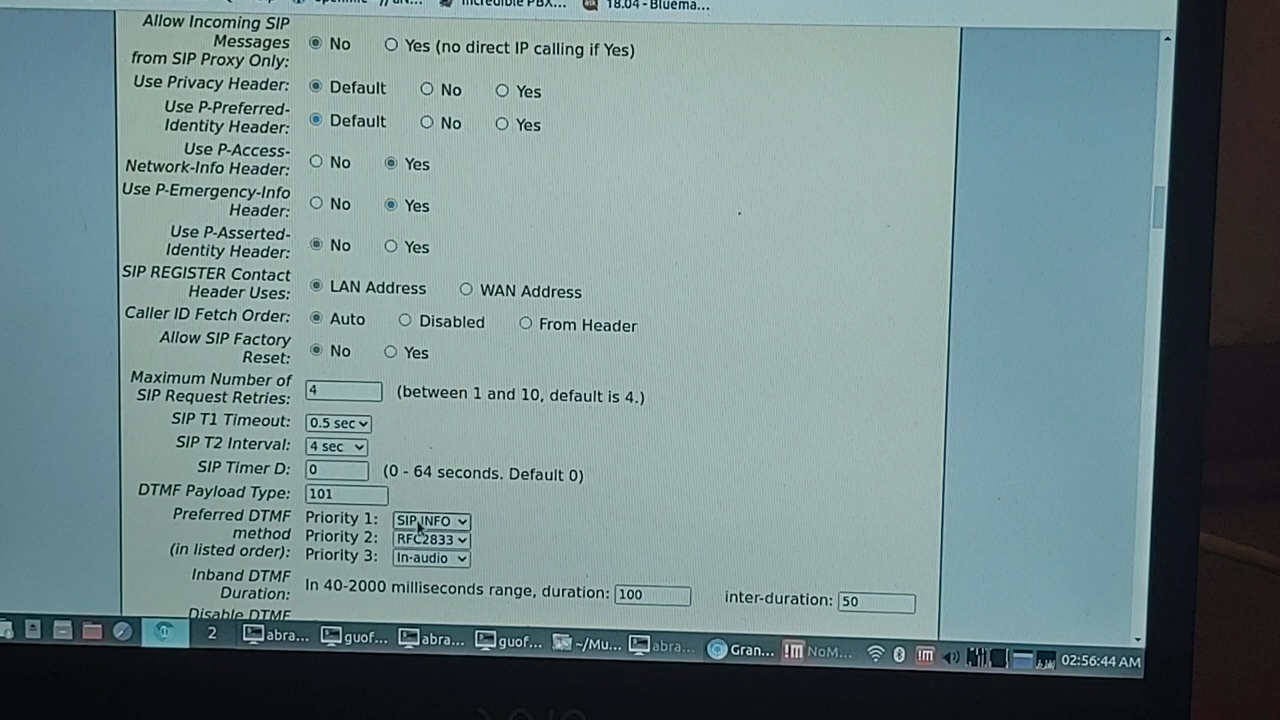 Incredible PBX...
18.04 - Bluema...
Allow Incoming SIP
Messages
from SIP Proxy Only:
No Yes (no direct IP calling if Yes)
Use Privacy Header:
Default No Yes
Use P-Preferred-
Identity Header:
Default No Yes
Use P-Access-
Network-Info Header:
No Yes
Use P-Emergency-Info
Header:
No Yes
Use P-Asserted-
Identity Header:
No Yes
SIP REGISTER Contact
Header Uses:
LAN Address WAN Address
Caller ID Fetch Order:
Auto Disabled From Header
Allow SIP Factory
Reset:
No Yes
Maximum Number of
SIP Request Retries:
4 (between 1 and 10, default is 4.)
SIP T1 Timeout: 0.5 sec
SIP T2 Interval: 4 sec
SIP Timer D: 0 (0 - 64 seconds. Default 0)
DTMF Payload Type: 101
Preferred DTMF
method
(in listed order):
Priority 1: SIP INFO
Priority 2: RFC2833
Priority 3: In-audio
Inband DTMF
Duration:
In 40-2000 milliseconds range, duration: 100 inter-duration: 50
Disable DTMF
2 abra... guof... abra... guof... ~/Mu... abra... Gran... !m NoM... !m 02:56:44 AM